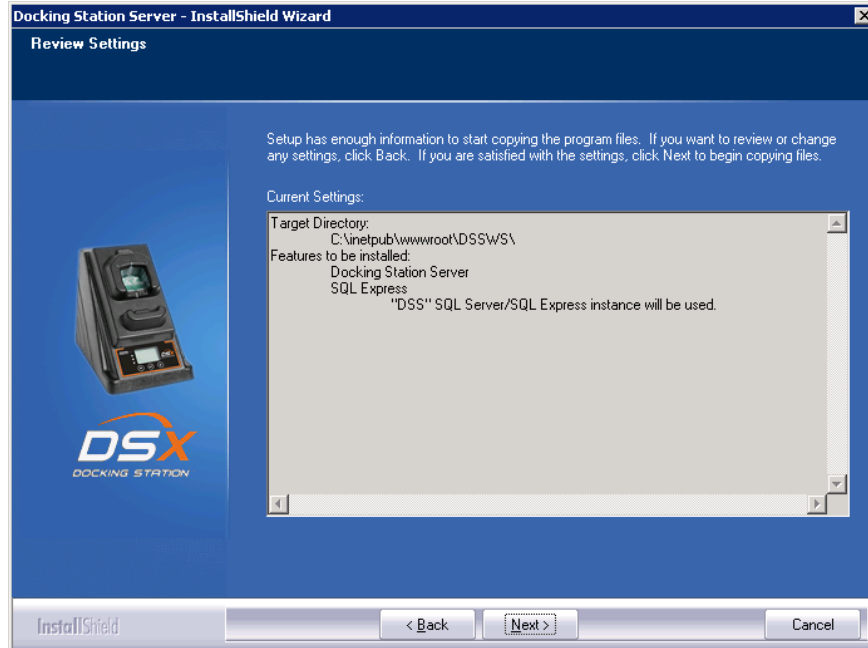 Docking Station Server - InstallShield Wizard
Review Settings
Setup has enough information to start copying the program files. If you want to review or change
any settings, click Back. If you are satisfied with the settings, click Next to begin copying files.
Current Settings:
Target Directory:
C:\inetpub\wwwroot\DSSWS\
Features to be installed:
Docking Station Server
SQL Express
"DSS" SQL Server/SQL Express instance will be used.
DSX
DOCKING STATION
InstallShield
< Back
Next >
Cancel